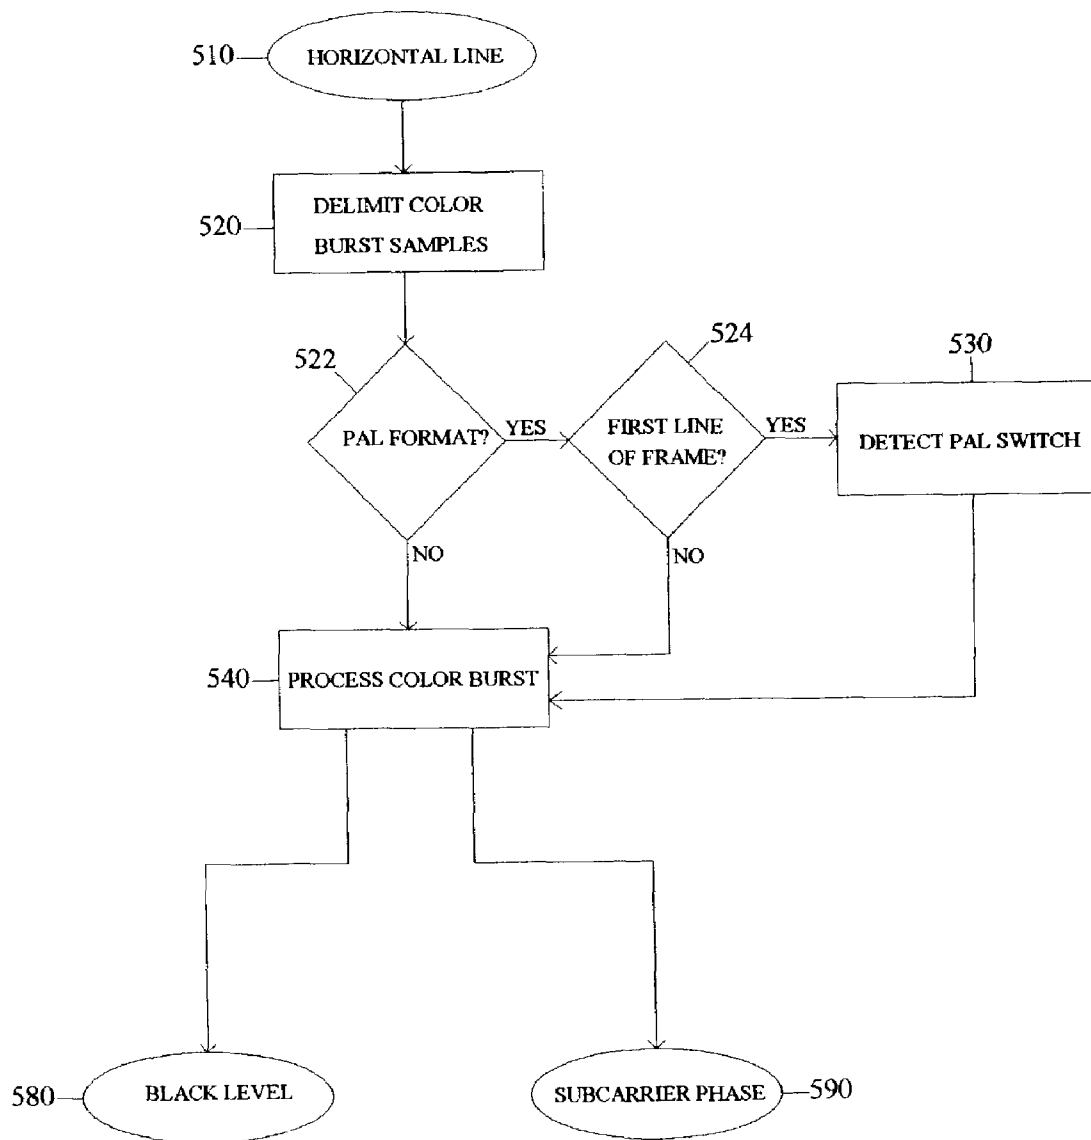 510
HORIZONTAL LINE
520
DELIMIT COLOR
BURST SAMPLES
522
PAL FORMAT?
YES
NO
524
FIRST LINE
OF FRAME?
YES
NO
530
DETECT PAL SWITCH
540
PROCESS COLOR BURST
580
BLACK LEVEL
SUBCARRIER PHASE
590